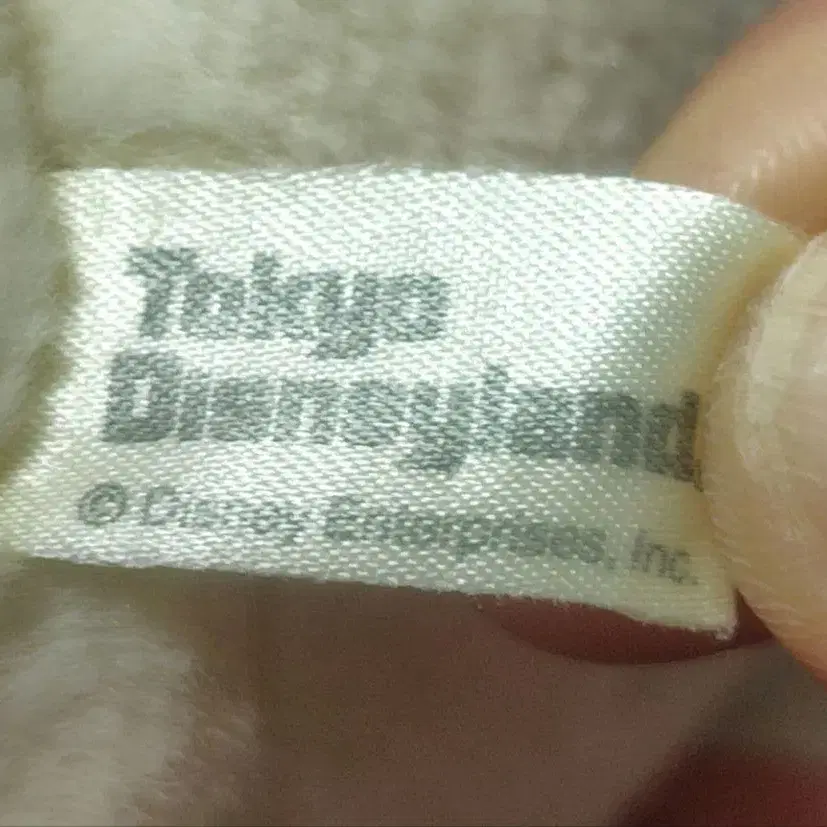 Tokyo
Disneyland
© Disney Enterprises, Inc.